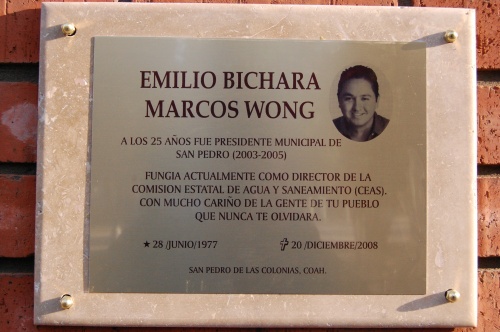 EMILIO BICHARA
MARCOS WONG
A LOS 25 AÑOS FUE PRESIDENTE MUNICIPAL DE
SAN PEDRO (2003-2005)
FUNGIA ACTUALMENTE COMO DIRECTOR DE LA
COMISION ESTATAL DE AGUA Y SANEAMIENTO (CEAS).
CON MUCHO CARIÑO DE LA GENTE DE TU PUEBLO
QUE NUNCA TE OLVIDARA.
★ 28 /JUNIO/1977 ✝ 20 /DICIEMBRE/2008
SAN PEDRO DE LAS COLONIAS, COAH.